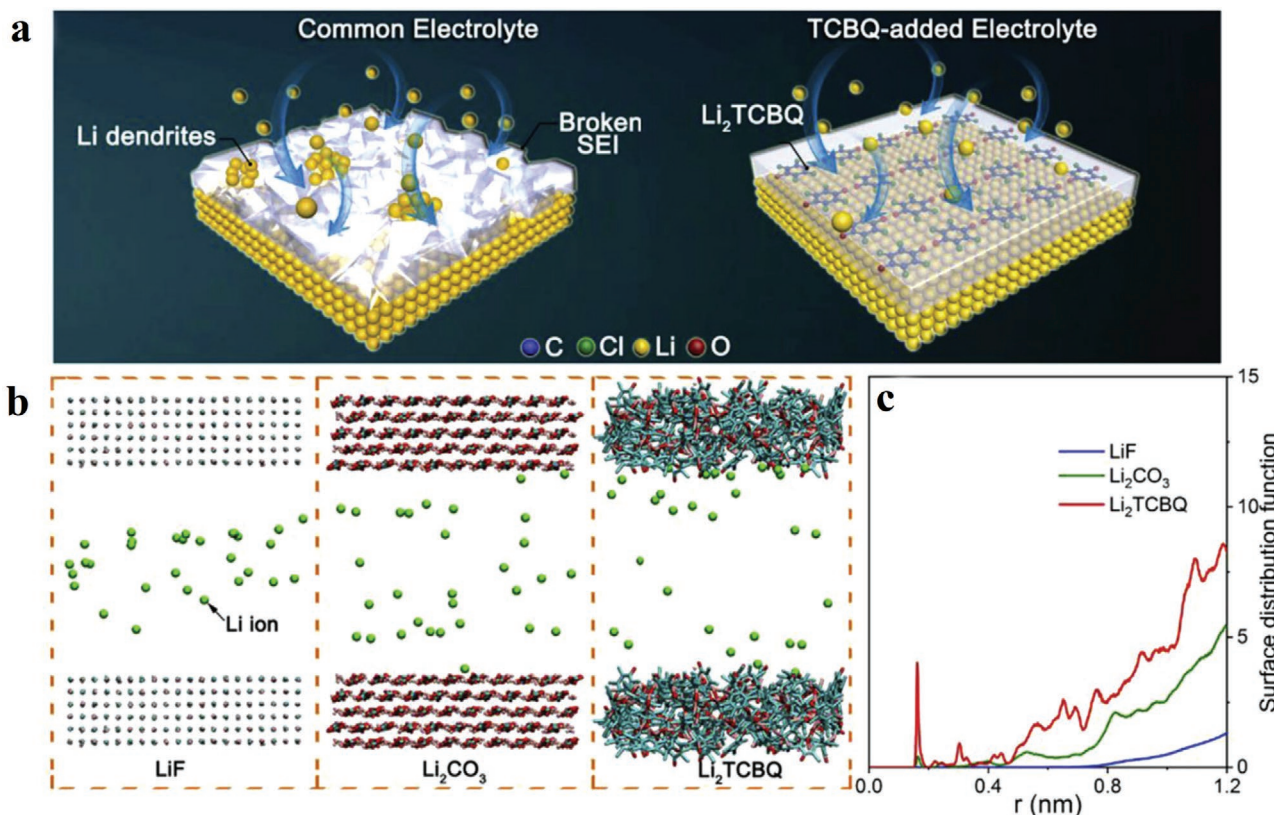 a
Common Electrolyte
TCBQ-added Electrolyte
Li dendrites
Broken
SEI
Li₂TCBQ
C Cl Li O
b
Li ion
LiF
Li₂CO₃
Li₂TCBQ
c
LiF
Li₂CO₃
Li₂TCBQ
15
10
5
0
Surface distribution function
0.0 0.4 0.8 1.2
r (nm)